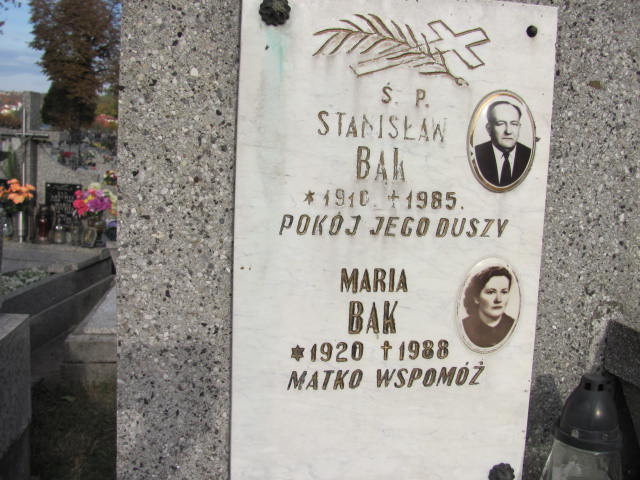 Ś. P.
STANISŁAW
BĄK
* 1910. † 1985.
POKÓJ JEGO DUSZY
MARIA
BĄK
* 1920 † 1988
MATKO WSPOMÓŻ